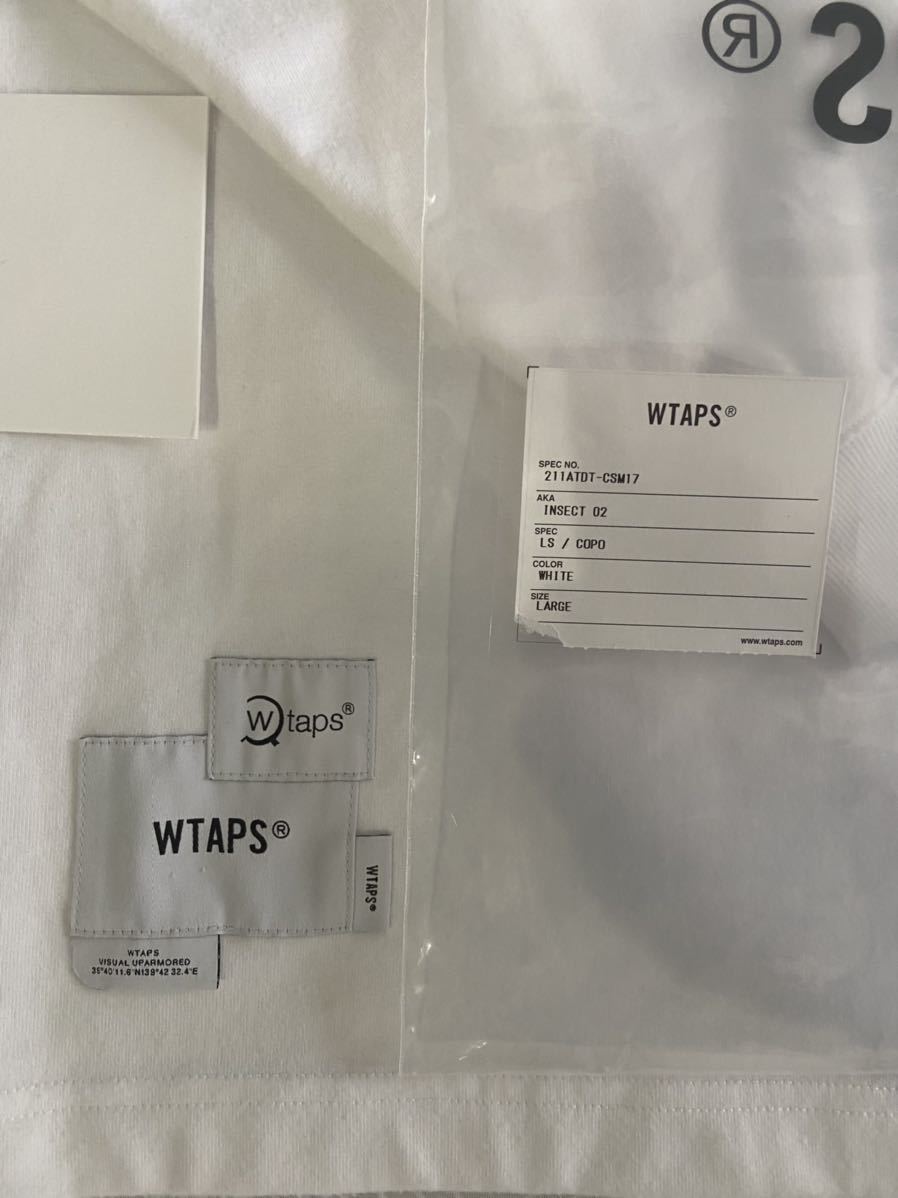 S ®
WTAPS®
SPEC NO.
211ATDT-CSM17
AKA
INSECT 02
SPEC
LS / COPO
COLOR
WHITE
SIZE
LARGE
www.wtaps.com
Wtaps®
WTAPS®
WTAPS®
WTAPS
VISUAL UPARMORED
35°40'11.6"N139°42'32.4"E